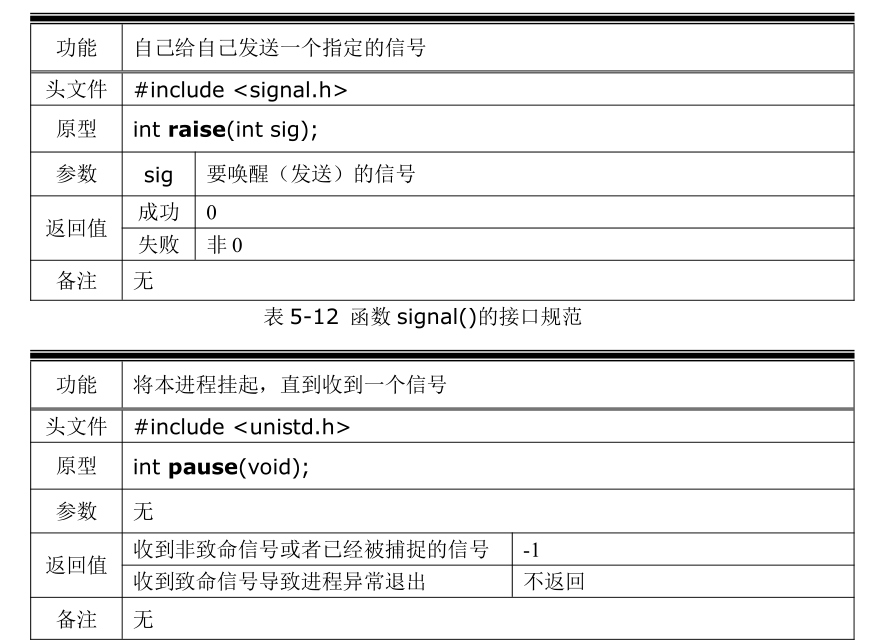 功能 自己给自己发送一个指定的信号
头文件 #include <signal.h>
原型 int raise(int sig);
参数 sig 要唤醒（发送）的信号
返回值 成功 0
失败 非 0
备注 无
表 5-12 函数 signal()的接口规范
功能 将本进程挂起，直到收到一个信号
头文件 #include <unistd.h>
原型 int pause(void);
参数 无
返回值 收到非致命信号或者已经被捕捉的信号 -1
收到致命信号导致进程异常退出 不返回
备注 无